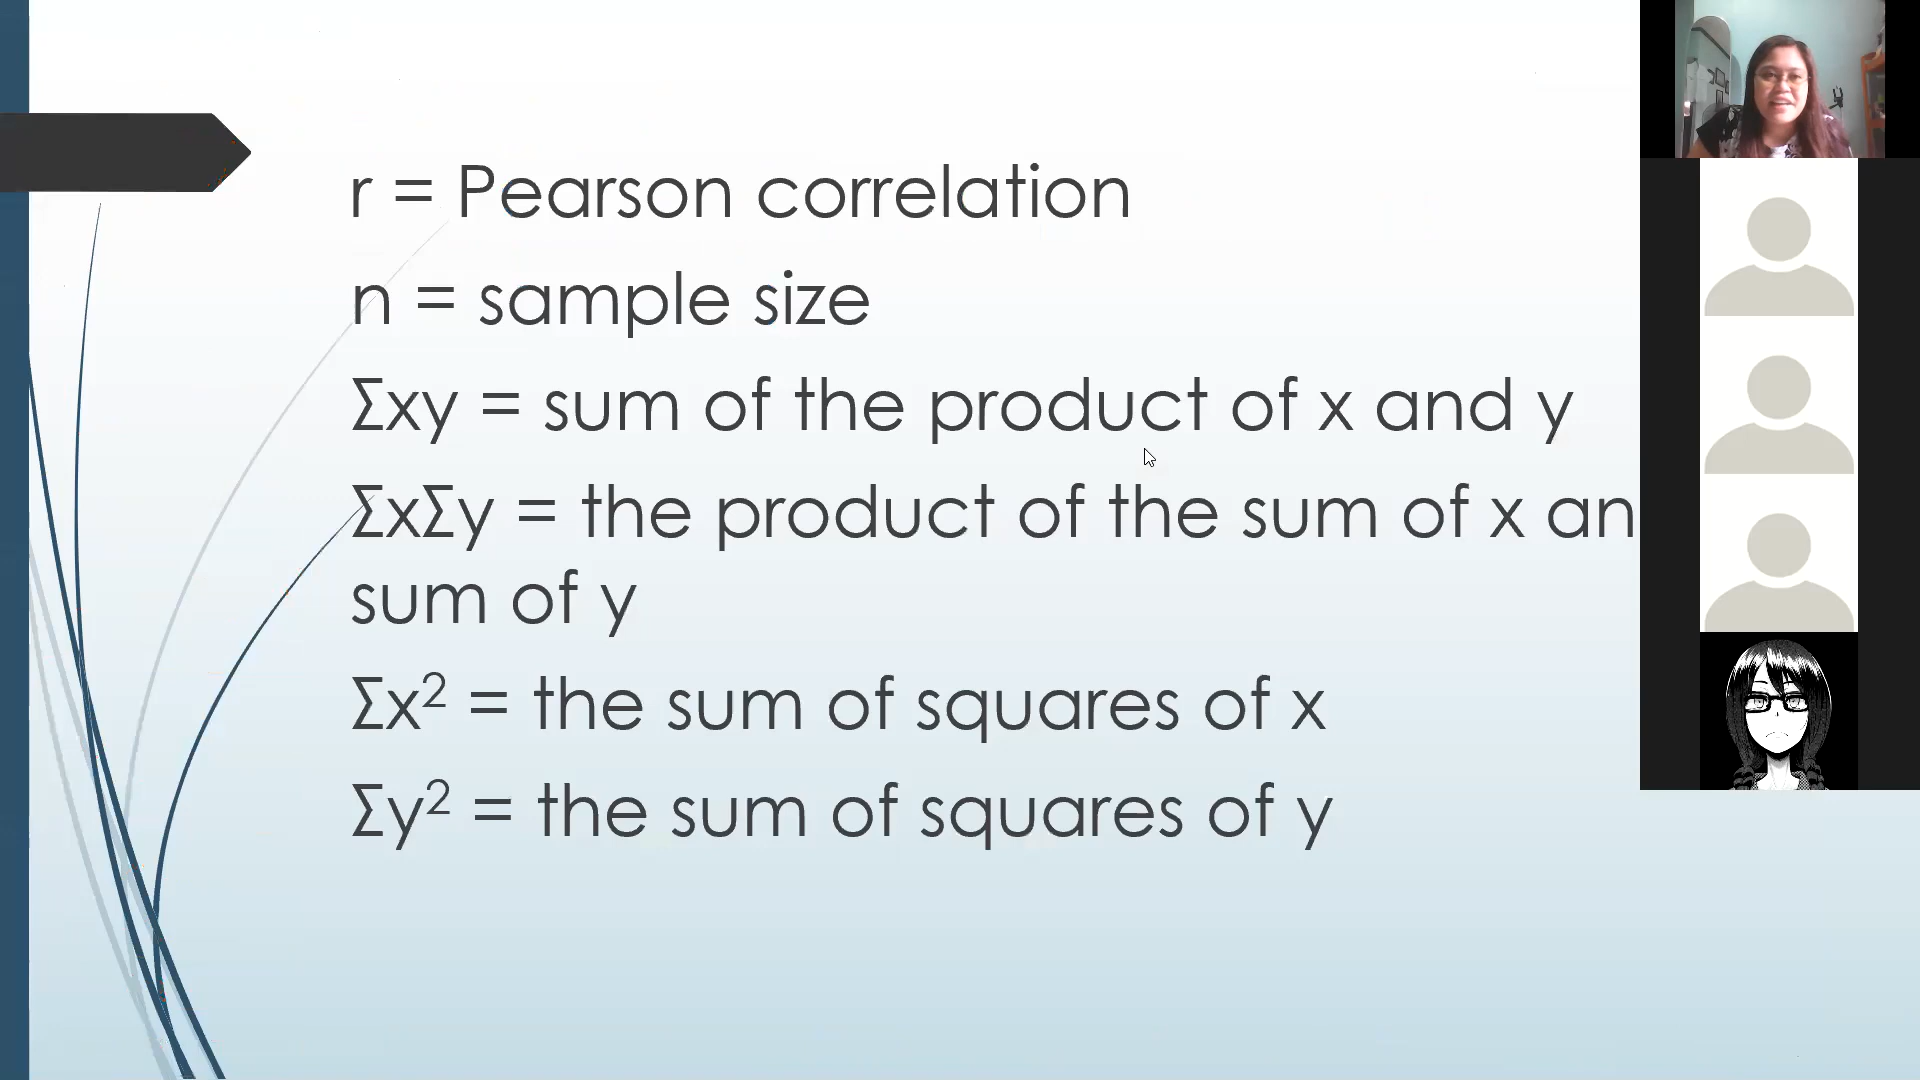 r = Pearson correlation
n = sample size
Σxy = sum of the product of x and y
ΣxΣy = the product of the sum of x an
sum of y
Σx² = the sum of squares of x
Σy² = the sum of squares of y